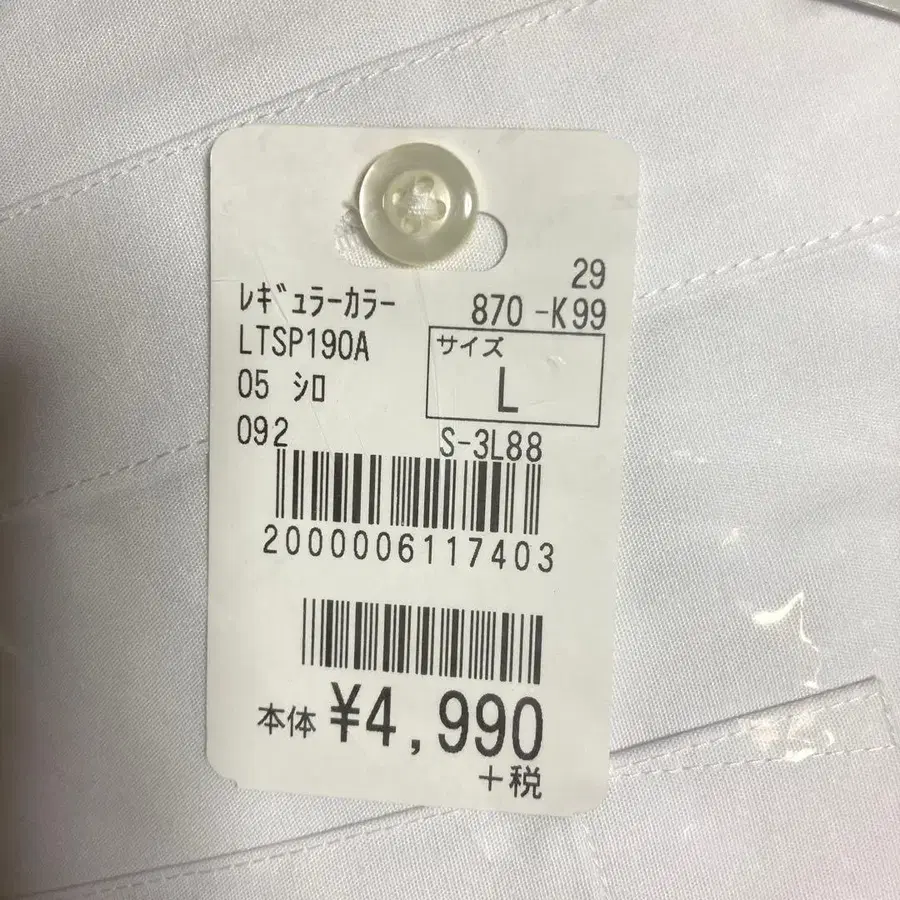 29
ﾚｷﾞｭﾗｰｶﾗｰ 870 -K99
LTSP190A サイズ
05 ｼﾛ L
092 S-3L88
2000006117403
本体 ¥4,990
+税